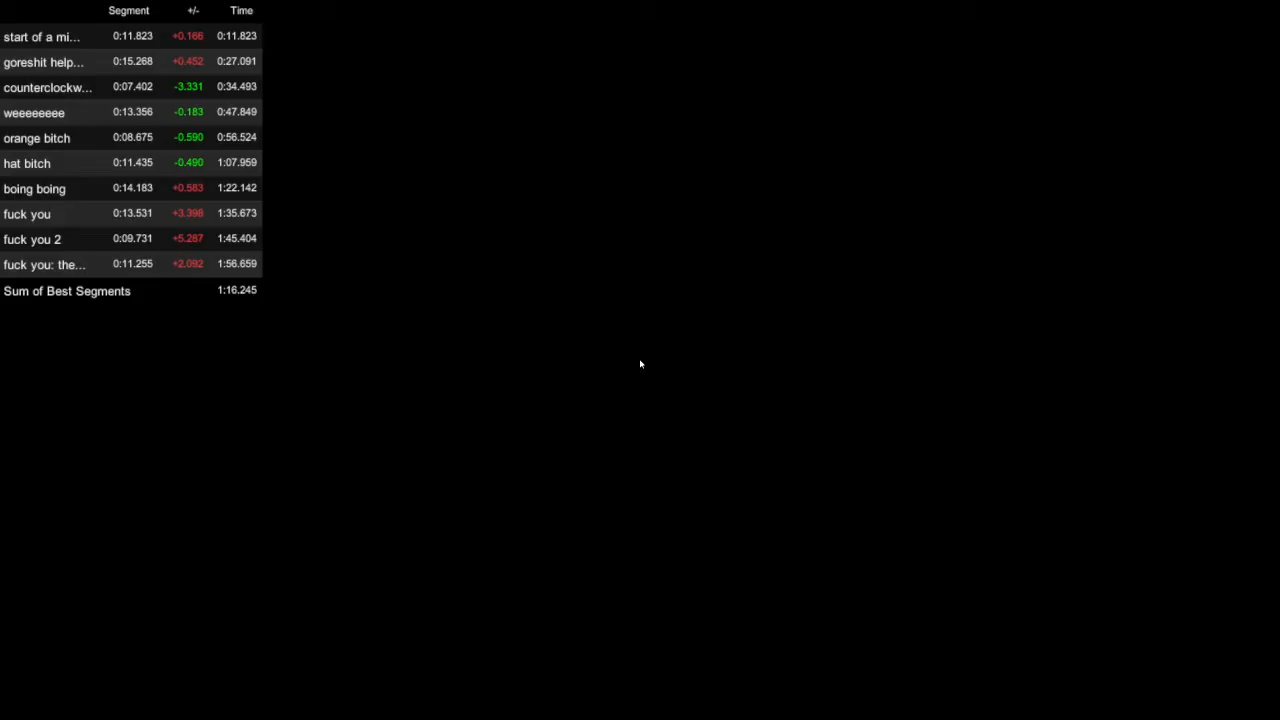 Segment +/- Time
start of a mi... 0:11.823 +0.166 0:11.823
goreshit help... 0:15.268 +0.452 0:27.091
counterclockw... 0:07.402 -3.331 0:34.493
weeeeeeee 0:13.356 -0.183 0:47.849
orange bitch 0:08.675 -0.590 0:56.524
hat bitch 0:11.435 -0.490 1:07.959
boing boing 0:14.183 +0.583 1:22.142
fuck you 0:13.531 +3.398 1:35.673
fuck you 2 0:09.731 +5.287 1:45.404
fuck you: the... 0:11.255 +2.092 1:56.659
Sum of Best Segments 1:16.245